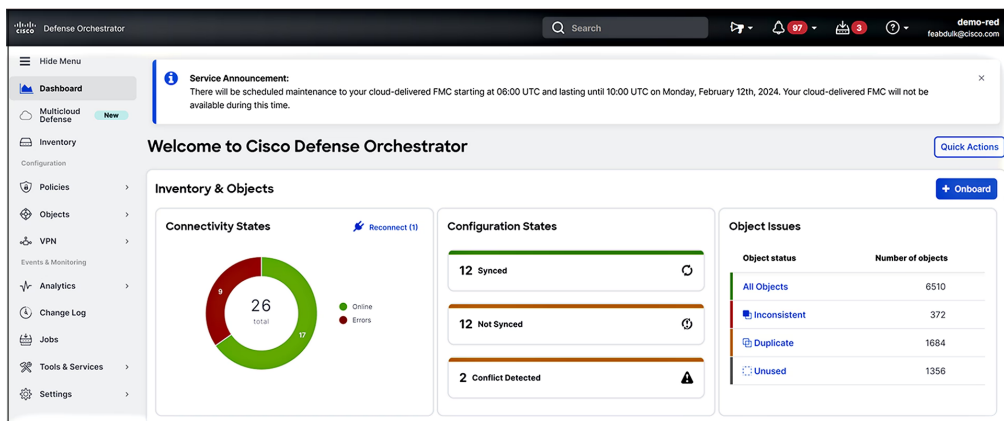 cisco Defense Orchestrator
Search
97
3
demo-red
feabdulk@cisco.com
Hide Menu
Dashboard
Multicloud
Defense
New
Inventory
Configuration
Policies
Objects
VPN
Events & Monitoring
Analytics
Change Log
Jobs
Tools & Services
Settings
Service Announcement:
There will be scheduled maintenance to your cloud-delivered FMC starting at 06:00 UTC and lasting until 10:00 UTC on Monday, February 12th, 2024. Your cloud-delivered FMC will not be
available during this time.
Welcome to Cisco Defense Orchestrator
Quick Actions
Inventory & Objects
+ Onboard
Connectivity States
Reconnect (1)
9
26
total
17
Online
Errors
Configuration States
12 Synced
12 Not Synced
2 Conflict Detected
Object Issues
Object status Number of objects
All Objects 6510
Inconsistent 372
Duplicate 1684
Unused 1356